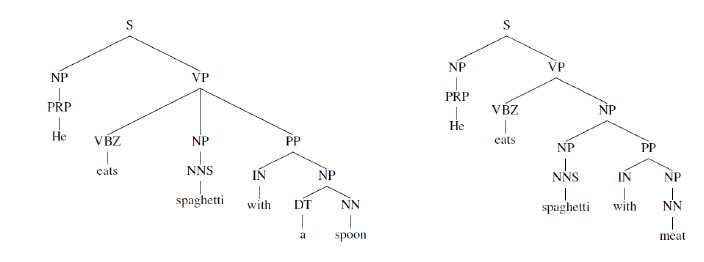 S S
NP VP NP VP
PRP PRP
He VBZ NP PP He VBZ NP
eats NNS IN NP eats NP PP
spaghetti with DT NN NNS IN NP
a spoon spaghetti with NN
meat